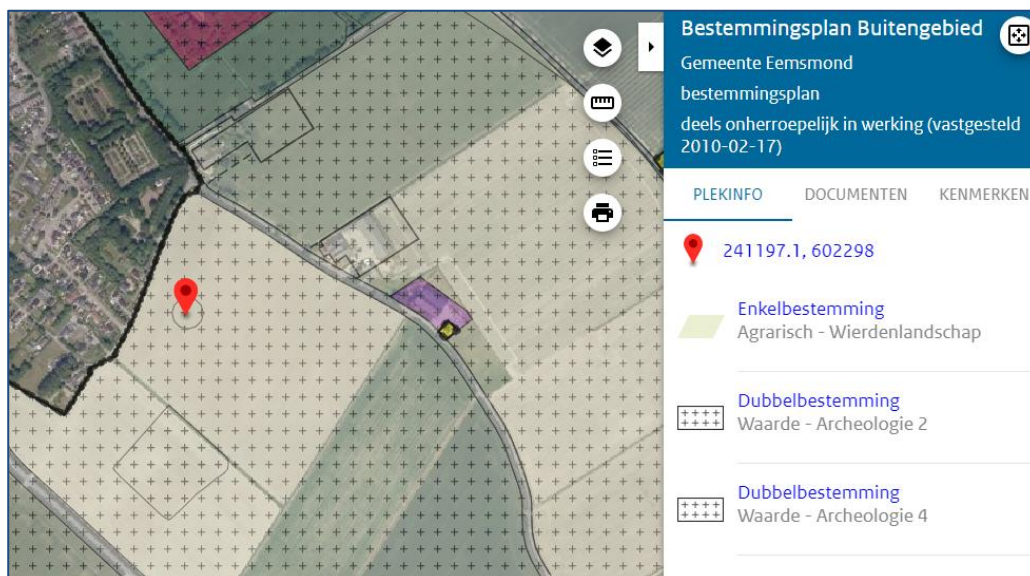 Bestemmingsplan Buitengebied
Gemeente Eemsmond
bestemmingsplan
deels onherroepelijk in werking (vastgesteld
2010-02-17)
PLEKINFO DOCUMENTEN KENMERKEN
241197.1, 602298
Enkelbestemming
Agrarisch - Wierdenlandschap
Dubbelbestemming
Waarde - Archeologie 2
Dubbelbestemming
Waarde - Archeologie 4